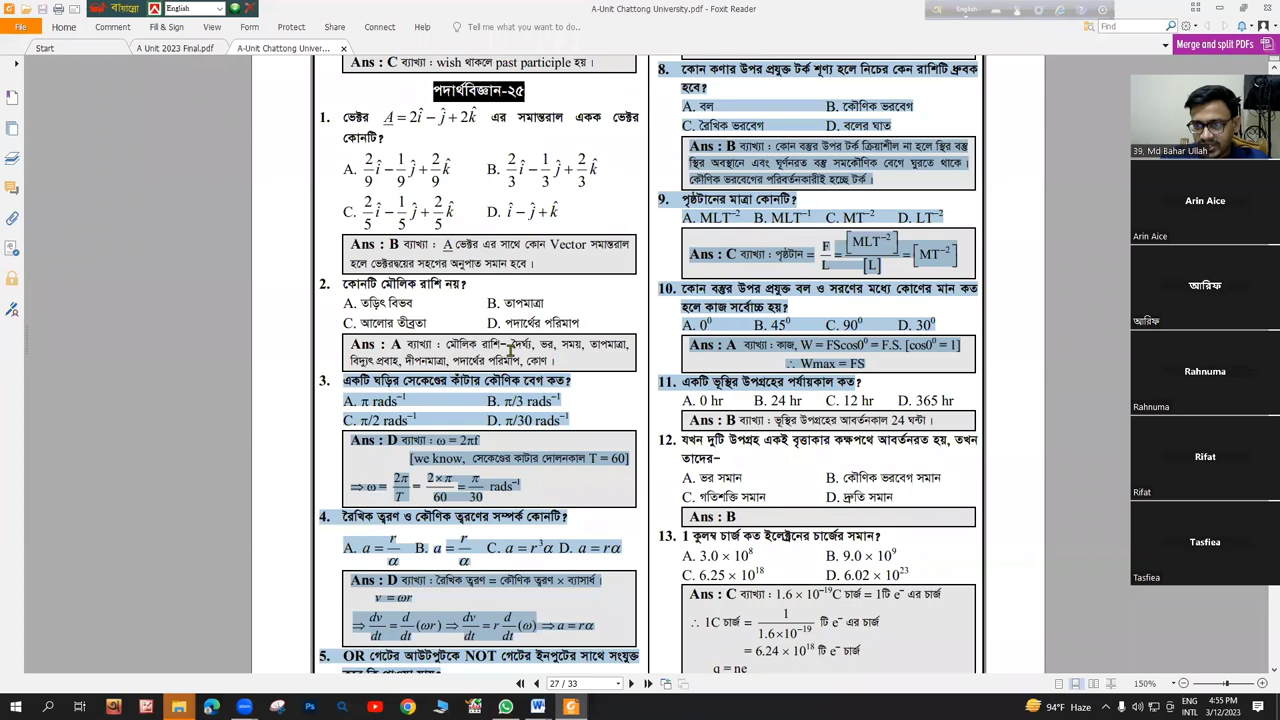 বাংলাদেশ English
A-Unit Chattong University.pdf - Foxit Reader
English
File Home Comment Fill & Sign Form Protect Share Connect Help Tell me what you want to do...
Find
Start A Unit 2023 Final.pdf A-Unit Chattong Univer...
Merge and split PDFs
Ans : C ব্যাখ্যা : wish থাকলে past participle হয়।
পদার্থবিজ্ঞান-২৫
1. ভেক্টর A = 2î − ĵ + 2k̂ এর সমান্তরাল একক ভেক্টর
কোনটি?
A. 2/9 î − 1/9 ĵ + 2/9 k̂ B. 2/3 î − 1/3 ĵ + 2/3 k̂
C. 2/5 î − 1/5 ĵ + 2/5 k̂ D. î − ĵ + k̂
Ans : B ব্যাখ্যা : A ভেক্টর এর সাথে কোন Vector সমান্তরাল
হলে ভেক্টরদ্বয়ের সহগের অনুপাত সমান হবে।
2. কোনটি মৌলিক রাশি নয়?
A. তড়িৎ বিভব B. তাপমাত্রা
C. আলোর তীব্রতা D. পদার্থের পরিমাপ
Ans : A ব্যাখ্যা : মৌলিক রাশি- দৈর্ঘ্য, ভর, সময়, তাপমাত্রা,
বিদ্যুৎ প্রবাহ, দীপনমাত্রা, পদার্থের পরিমাপ, কোণ।
3. একটি ঘড়ির সেকেণ্ডের কাঁটার কৌণিক বেগ কত?
A. π rads⁻¹ B. π/3 rads⁻¹
C. π/2 rads⁻¹ D. π/30 rads⁻¹
Ans : D ব্যাখ্যা : ω = 2πf
[we know, সেকেণ্ডের কাটার দোলনকাল T = 60]
⇒ ω = 2π/T = 2×π/60 = π/30 rads⁻¹
4. রৈখিক ত্বরণ ও কৌণিক ত্বরণের সম্পর্ক কোনটি?
A. a = r/α B. a = r/α C. a = r³α D. a = rα
Ans : D ব্যাখ্যা : রৈখিক ত্বরণ = কৌণিক ত্বরণ × ব্যাসার্ধ।
v = ωr
⇒ dv/dt = d/dt (ωr) ⇒ dv/dt = r d/dt (ω) ⇒ a = rα
5. OR গেটের আউটপুটকে NOT গেটের ইনপুটের সাথে সংযুক্ত
8. কোন কণার উপর প্রযুক্ত টর্ক শূণ্য হলে নিচের কেন রাশিটি ধ্রুবক
হবে?
A. বল B. কৌণিক ভরবেগ
C. রৈখিক ভরবেগ D. বলের ঘাত
Ans : B ব্যাখ্যা : কোন বস্তুর উপর টর্ক ক্রিয়াশীল না হলে স্থির বস্তু
স্থির অবস্থানে এবং ঘূর্ণনরত বস্তু সমকৌণিক বেগে ঘুরতে থাকে।
কৌণিক ভরবেগের পরিবর্তনকারীই হচ্ছে টর্ক।
9. পৃষ্ঠটানের মাত্রা কোনটি?
A. MLT⁻² B. MLT⁻¹ C. MT⁻² D. LT⁻²
Ans : C ব্যাখ্যা : পৃষ্ঠটান = F/L = [MLT⁻²]/[L] = [MT⁻²]
10. কোন বস্তুর উপর প্রযুক্ত বল ও সরণের মধ্যে কোণের মান কত
হলে কাজ সর্বোচ্চ হয়?
A. 0⁰ B. 45⁰ C. 90⁰ D. 30⁰
Ans : A ব্যাখ্যা : কাজ, W = FScos0⁰ = F.S. [cos0⁰ = 1]
∴ Wmax = FS
11. একটি ভূস্থির উপগ্রহের পর্যায়কাল কত?
A. 0 hr B. 24 hr C. 12 hr D. 365 hr
Ans : B ব্যাখ্যা : ভূস্থির উপগ্রহের আবর্তনকাল 24 ঘন্টা।
12. যখন দুটি উপগ্রহ একই বৃত্তাকার কক্ষপথে আবর্তনরত হয়, তখন
তাদের-
A. ভর সমান B. কৌণিক ভরবেগ সমান
C. গতিশক্তি সমান D. দ্রুতি সমান
Ans : B
13. 1 কুলম্ব চার্জ কত ইলেক্ট্রনের চার্জের সমান?
A. 3.0 × 10⁸ B. 9.0 × 10⁹
C. 6.25 × 10¹⁸ D. 6.02 × 10²³
Ans : C ব্যাখ্যা : 1.6 × 10⁻¹⁹C চার্জ = 1টি e⁻ এর চার্জ
∴ 1C চার্জ = 1/1.6×10⁻¹⁹ টি e⁻ এর চার্জ
= 6.24 × 10¹⁸ টি e⁻ চার্জ
q = ne
39, Md Bahar Ullah
Arin Aice
Arin Aice
আরিফ
আরিফ
Rahnuma
Rahnuma
Rifat
Rifat
Tasfiea
Tasfiea
27 / 33
150%
94°F Haze
ENG
INTL
4:55 PM
3/12/2023